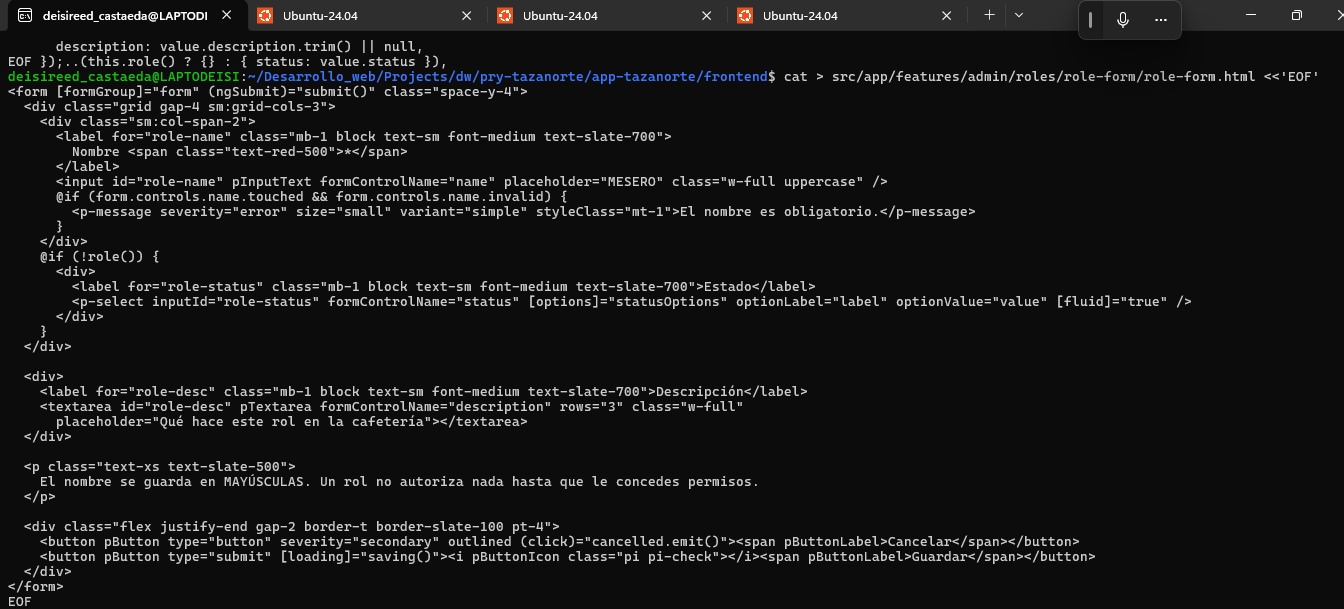 deisireed_castaeda@LAPTODI
Ubuntu-24.04
Ubuntu-24.04
Ubuntu-24.04
      description: value.description.trim() || null,
EOF });..(this.role() ? {} : { status: value.status }),
deisireed_castaeda@LAPTODEISI:~/Desarrollo_web/Projects/dw/pry-tazanorte/app-tazanorte/frontend$ cat > src/app/features/admin/roles/role-form/role-form.html <<'EOF'
<form [formGroup]="form" (ngSubmit)="submit()" class="space-y-4">
  <div class="grid gap-4 sm:grid-cols-3">
    <div class="sm:col-span-2">
      <label for="role-name" class="mb-1 block text-sm font-medium text-slate-700">
        Nombre <span class="text-red-500">*</span>
      </label>
      <input id="role-name" pInputText formControlName="name" placeholder="MESERO" class="w-full uppercase" />
      @if (form.controls.name.touched && form.controls.name.invalid) {
        <p-message severity="error" size="small" variant="simple" styleClass="mt-1">El nombre es obligatorio.</p-message>
      }
    </div>
    @if (!role()) {
      <div>
        <label for="role-status" class="mb-1 block text-sm font-medium text-slate-700">Estado</label>
        <p-select inputId="role-status" formControlName="status" [options]="statusOptions" optionLabel="label" optionValue="value" [fluid]="true" />
      </div>
    }
  </div>

  <div>
    <label for="role-desc" class="mb-1 block text-sm font-medium text-slate-700">Descripción</label>
    <textarea id="role-desc" pTextarea formControlName="description" rows="3" class="w-full"
      placeholder="Qué hace este rol en la cafetería"></textarea>
  </div>

  <p class="text-xs text-slate-500">
    El nombre se guarda en MAYÚSCULAS. Un rol no autoriza nada hasta que le concedes permisos.
  </p>

  <div class="flex justify-end gap-2 border-t border-slate-100 pt-4">
    <button pButton type="button" severity="secondary" outlined (click)="cancelled.emit()"><span pButtonLabel>Cancelar</span></button>
    <button pButton type="submit" [loading]="saving()"><i pButtonIcon class="pi pi-check"></i><span pButtonLabel>Guardar</span></button>
  </div>
</form>
EOF